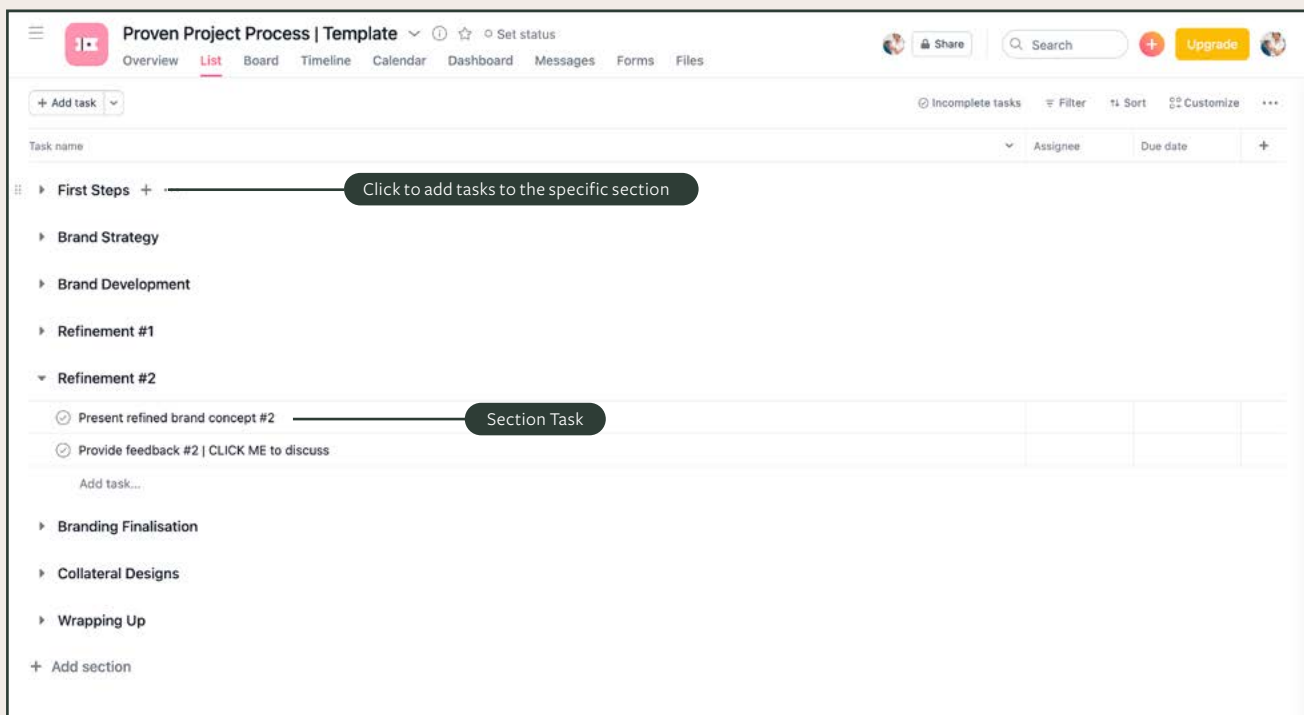 Proven Project Process | Template
Set status
Share
Search
Upgrade
Overview List Board Timeline Calendar Dashboard Messages Forms Files
+ Add task
Incomplete tasks Filter Sort Customize ...
Task name Assignee Due date +
First Steps +
Click to add tasks to the specific section
Brand Strategy
Brand Development
Refinement #1
Refinement #2
Present refined brand concept #2
Section Task
Provide feedback #2 | CLICK ME to discuss
Add task...
Branding Finalisation
Collateral Designs
Wrapping Up
+ Add section